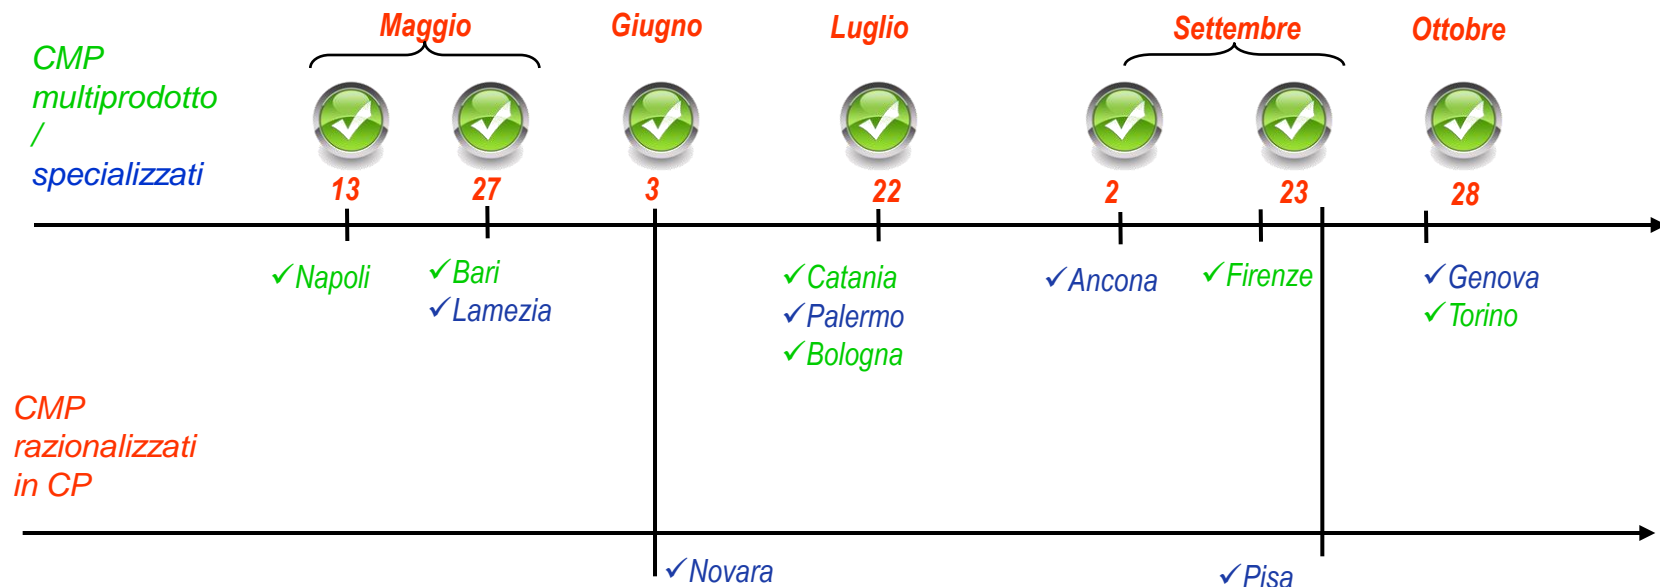 Maggio Giugno Luglio Settembre Ottobre
CMP
multiprodotto
/
specializzati
13 27 3 22 2 23 28
✓Napoli
✓Bari
✓Lamezia
✓Catania
✓Palermo
✓Bologna
✓Ancona
✓Firenze
✓Genova
✓Torino
CMP
razionalizzati
in CP
✓Novara
✓Pisa